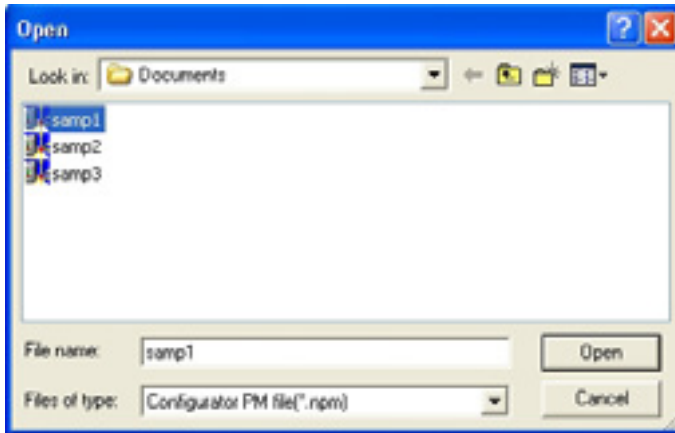 Open
Look in: Documents
samp1
samp2
samp3
File name: samp1 Open
Files of type: Configurator PM file(*.npm) Cancel